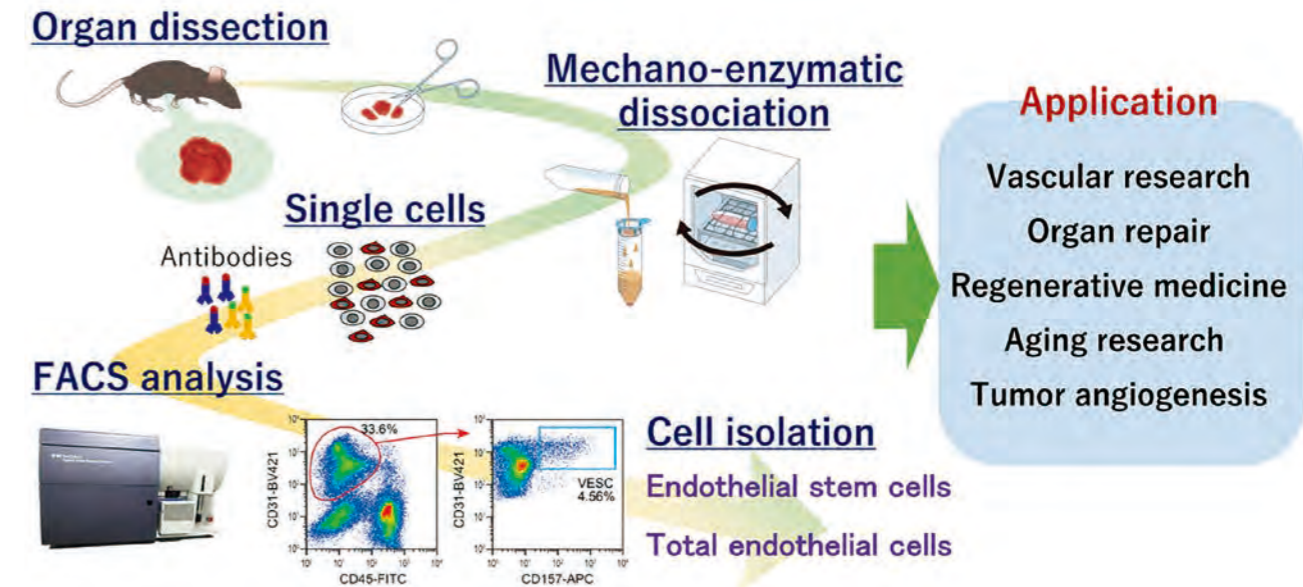 Organ dissection
Mechano-enzymatic
dissociation
Single cells
Antibodies
FACS analysis
33.6%
CD31-BV421
CD45-FITC
CD31-BV421
VESC
4.56%
CD157-APC
Cell isolation
Endothelial stem cells
Total endothelial cells
Application
Vascular research
Organ repair
Regenerative medicine
Aging research
Tumor angiogenesis